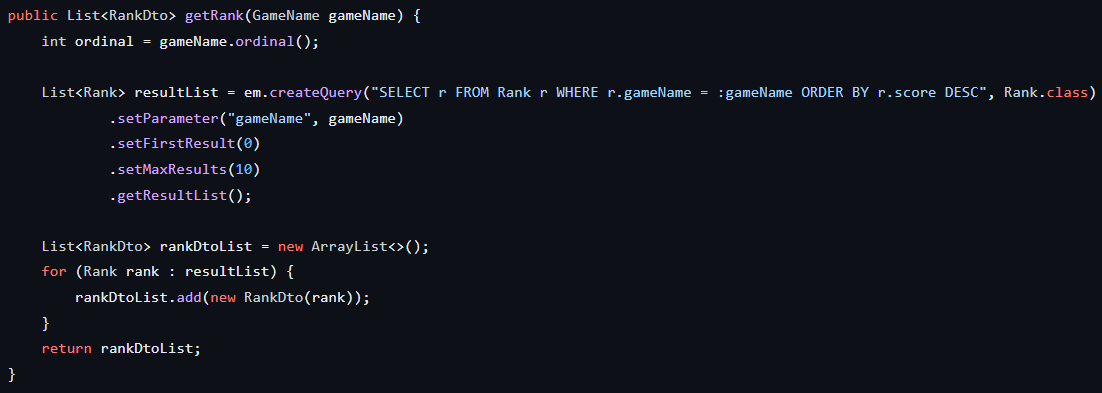 public List<RankDto> getRank(GameName gameName) {
    int ordinal = gameName.ordinal();

    List<Rank> resultList = em.createQuery("SELECT r FROM Rank r WHERE r.gameName = :gameName ORDER BY r.score DESC", Rank.class)
            .setParameter("gameName", gameName)
            .setFirstResult(0)
            .setMaxResults(10)
            .getResultList();

    List<RankDto> rankDtoList = new ArrayList<>();
    for (Rank rank : resultList) {
        rankDtoList.add(new RankDto(rank));
    }
    return rankDtoList;
}